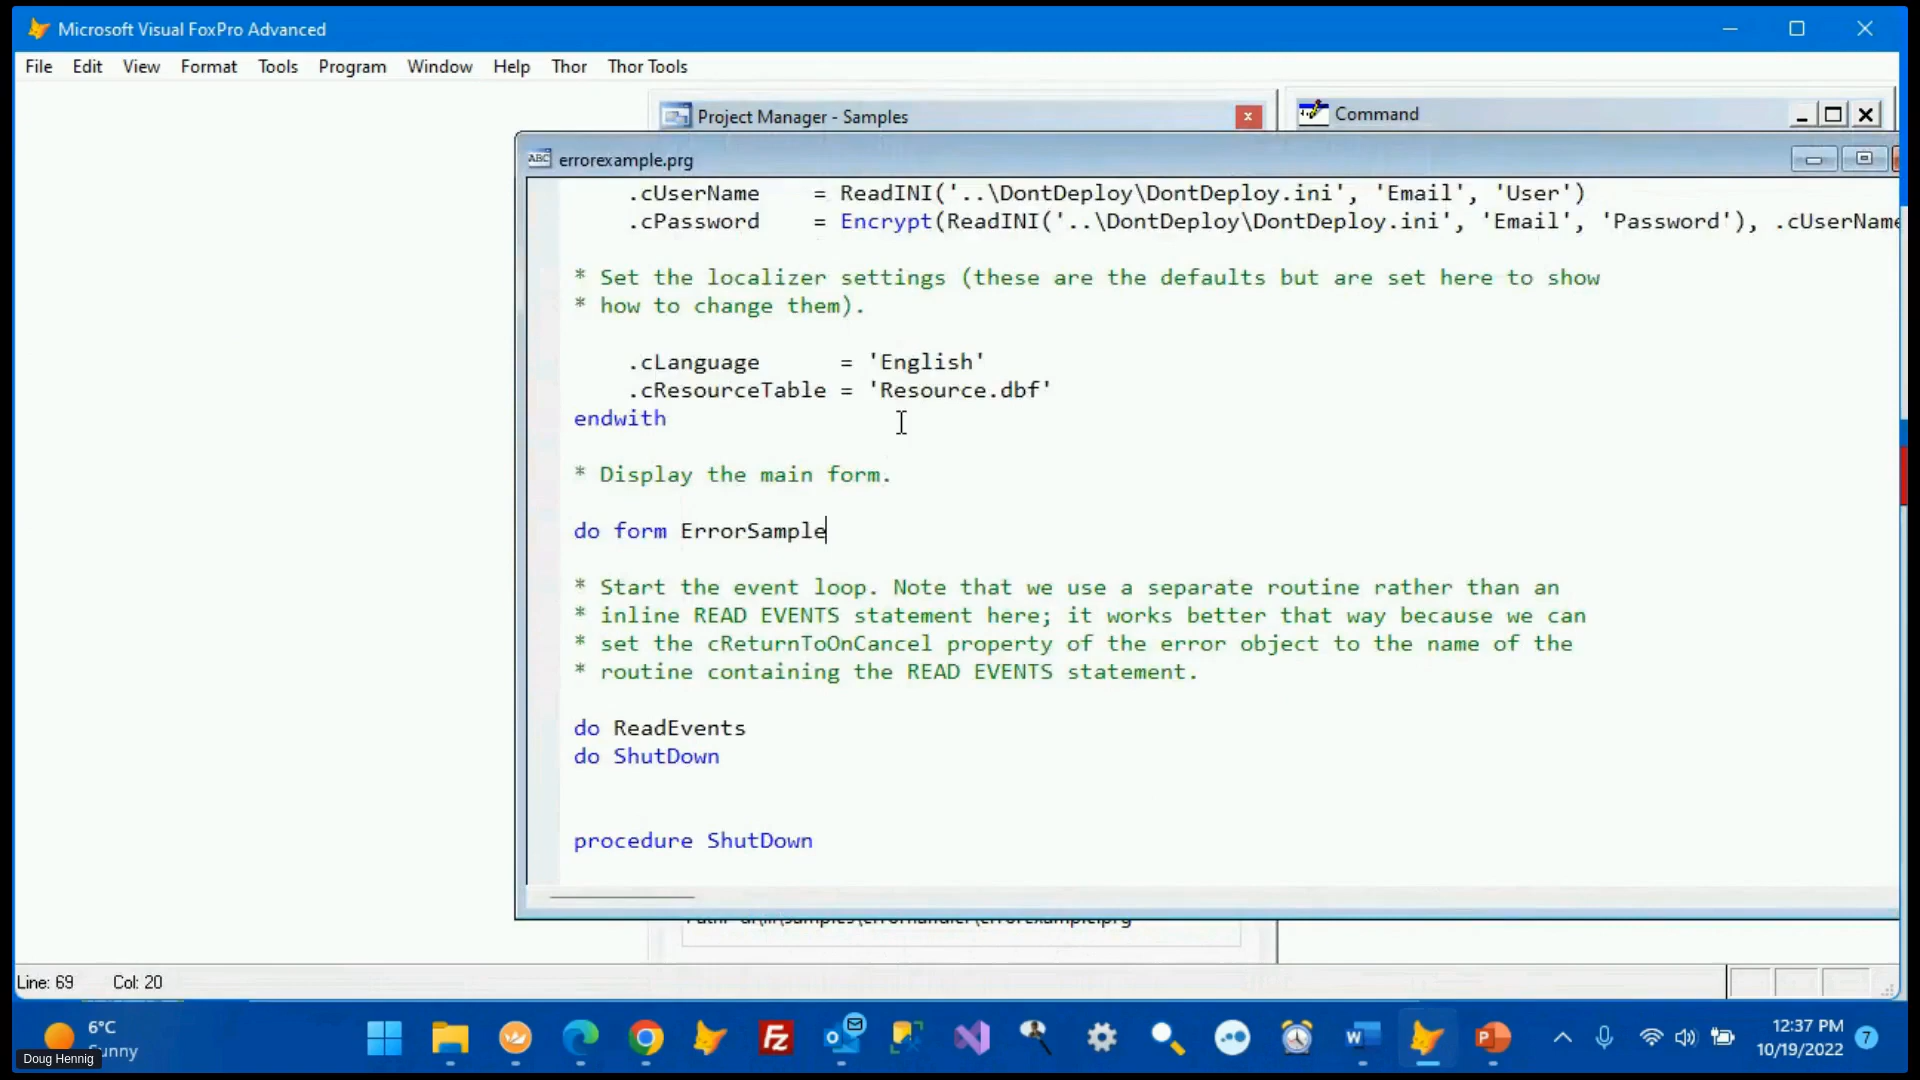 Microsoft Visual FoxPro Advanced
File Edit View Format Tools Program Window Help Thor Thor Tools
Project Manager - Samples
Command
errorexample.prg
.cUserName = ReadINI('..\DontDeploy\DontDeploy.ini', 'Email', 'User')
.cPassword = Encrypt(ReadINI('..\DontDeploy\DontDeploy.ini', 'Email', 'Password'), .cUserName
* Set the localizer settings (these are the defaults but are set here to show
* how to change them).
.cLanguage = 'English'
.cResourceTable = 'Resource.dbf'
endwith
* Display the main form.
do form ErrorSample
* Start the event loop. Note that we use a separate routine rather than an
* inline READ EVENTS statement here; it works better that way because we can
* set the cReturnToOnCancel property of the error object to the name of the
* routine containing the READ EVENTS statement.
do ReadEvents
do ShutDown
procedure ShutDown
Line: 69 Col: 20
6°C
Sunny
Doug Hennig
12:37 PM
10/19/2022
7